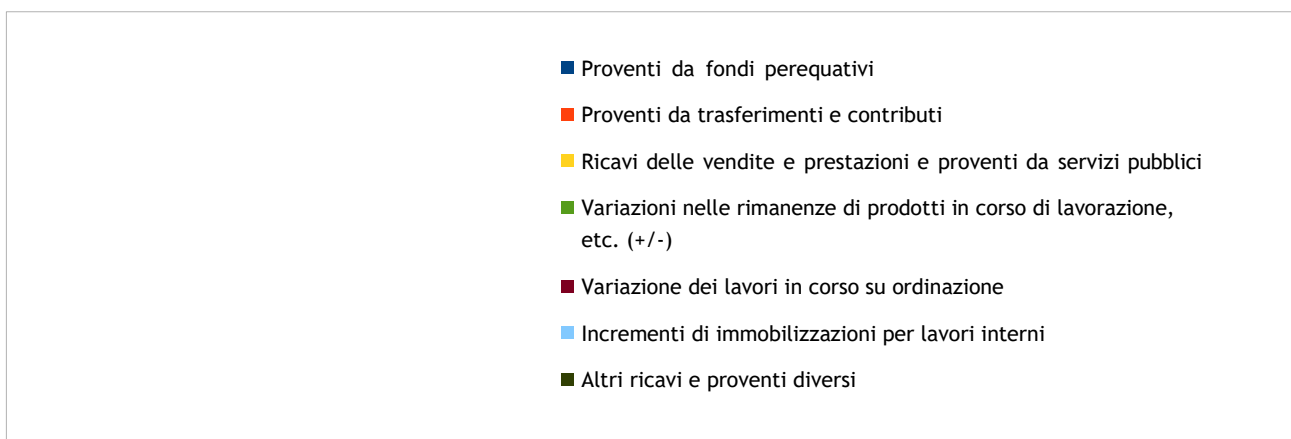 Proventi da fondi perequativi
Proventi da trasferimenti e contributi
Ricavi delle vendite e prestazioni e proventi da servizi pubblici
Variazioni nelle rimanenze di prodotti in corso di lavorazione,
etc. (+/-)
Variazione dei lavori in corso su ordinazione
Incrementi di immobilizzazioni per lavori interni
Altri ricavi e proventi diversi